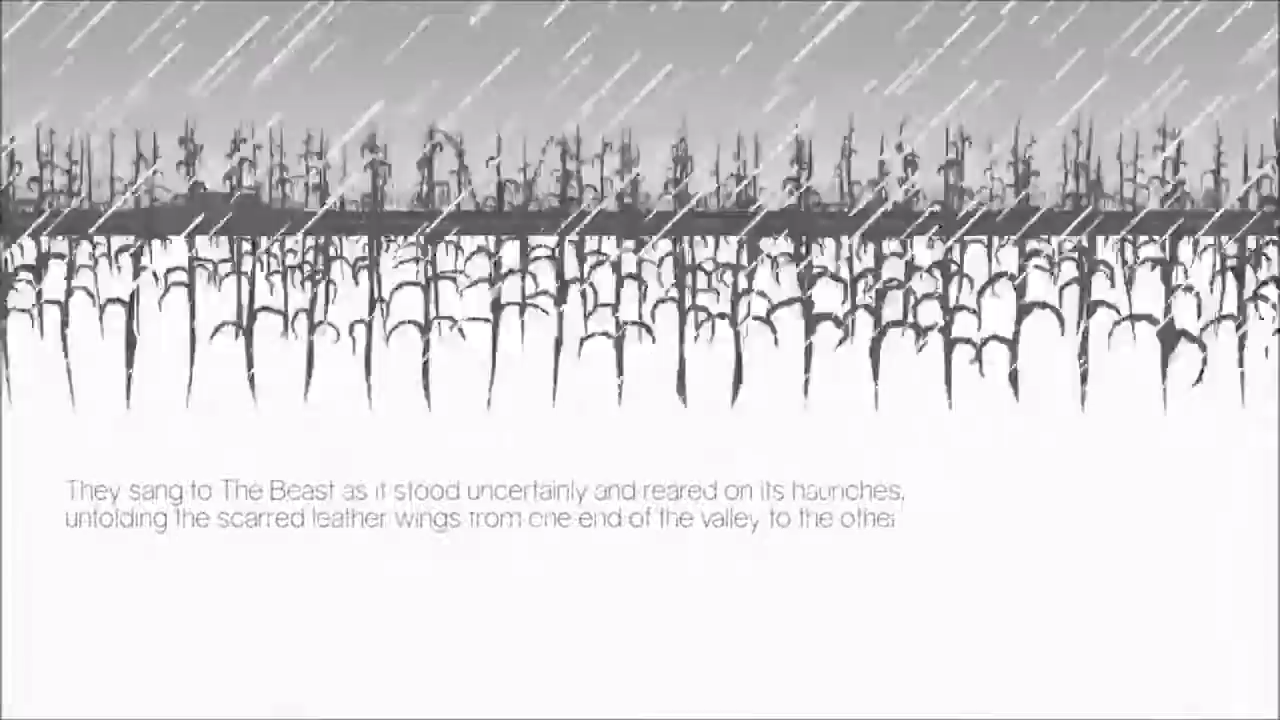 They sang to The Beast as it stood uncertainly and reared on its haunches,
unfolding the scarred leather wings from one end of the valley to the other